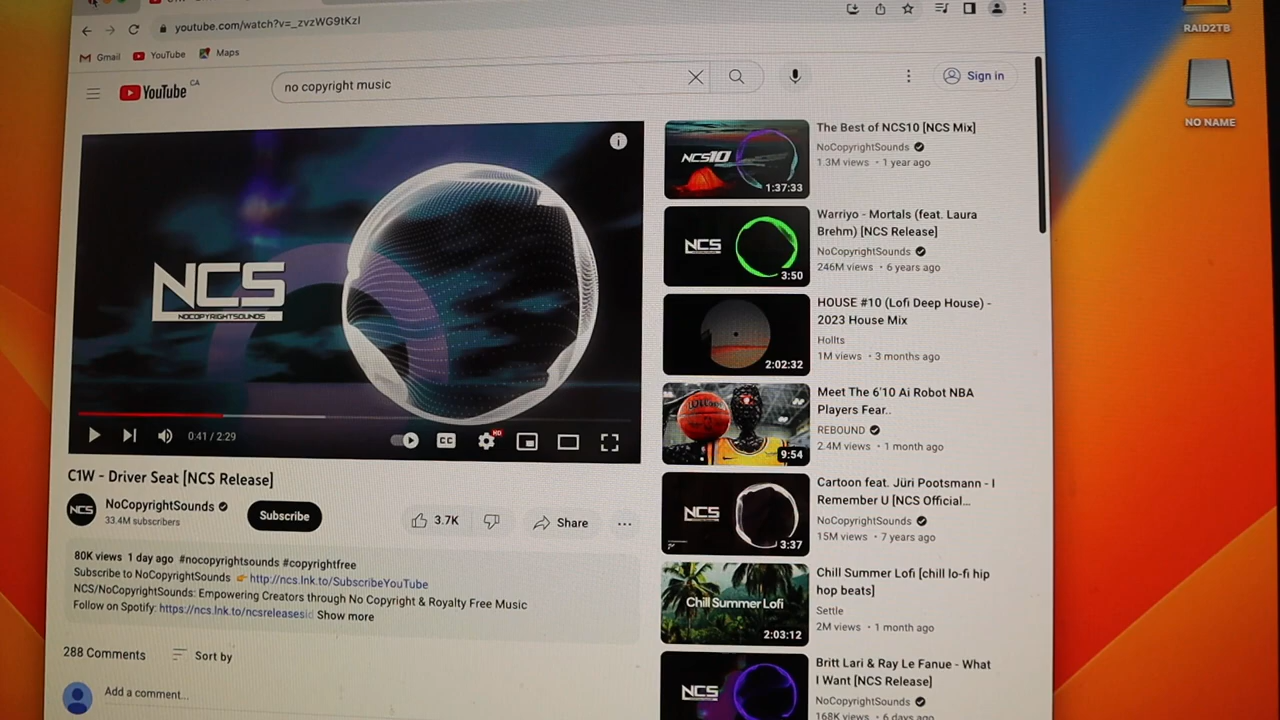 youtube.com/watch?v=_zvzWG9tKzI
Gmail
YouTube
Maps
YouTube CA
no copyright music
Sign in
RAID2TB
NO NAME
NCS
NOCOPYRIGHTSOUNDS
0:41 / 2:29
CC
HD
C1W - Driver Seat [NCS Release]
NCS
NoCopyrightSounds
33.4M subscribers
Subscribe
3.7K
Share
80K views 1 day ago #nocopyrightsounds #copyrightfree
Subscribe to NoCopyrightSounds 👉 http://ncs.lnk.to/SubscribeYouTube
NCS/NoCopyrightSounds: Empowering Creators through No Copyright & Royalty Free Music
Follow on Spotify: https://ncs.lnk.to/ncsreleasesid Show more
288 Comments
Sort by
Add a comment...
NCS10
1:37:33
The Best of NCS10 [NCS Mix]
NoCopyrightSounds
1.3M views • 1 year ago
NCS
3:50
Warriyo - Mortals (feat. Laura
Brehm) [NCS Release]
NoCopyrightSounds
246M views • 6 years ago
2:02:32
HOUSE #10 (Lofi Deep House) -
2023 House Mix
Hollts
1M views • 3 months ago
Wilson
9:54
Meet The 6'10 Ai Robot NBA
Players Fear..
REBOUND
2.4M views • 1 month ago
NCS
3:37
Cartoon feat. Jüri Pootsmann - I
Remember U [NCS Official...
NoCopyrightSounds
15M views • 7 years ago
Chill Summer Lofi
2:03:12
Chill Summer Lofi [chill lo-fi hip
hop beats]
Settle
2M views • 1 month ago
NCS
Britt Lari & Ray Le Fanue - What
I Want [NCS Release]
NoCopyrightSounds
168K views • 6 days ago